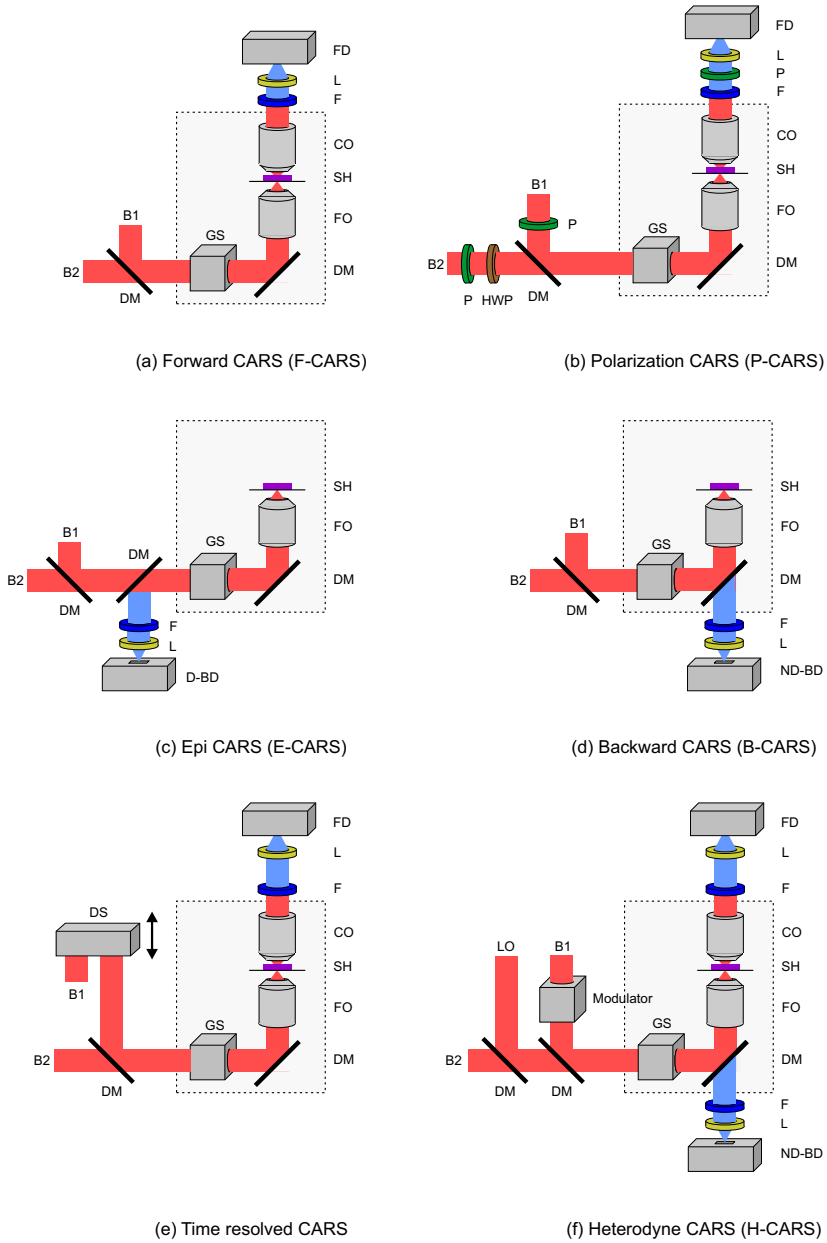 FD
L
F
CO
SH
FO
B1
GS
B2
DM
DM
(a) Forward CARS (F-CARS)
FD
L
P
F
CO
SH
B1
FO
P
GS
B2
DM
P
HWP
DM
(b) Polarization CARS (P-CARS)
SH
B1
DM
FO
GS
B2
DM
DM
F
L
D-BD
(c) Epi CARS (E-CARS)
SH
B1
FO
GS
B2
DM
DM
F
L
ND-BD
(d) Backward CARS (B-CARS)
FD
L
F
DS
CO
SH
B1
FO
GS
B2
DM
DM
(e) Time resolved CARS
FD
L
F
CO
LO
B1
SH
Modulator
FO
GS
B2
DM
DM
DM
F
L
ND-BD
(f) Heterodyne CARS (H-CARS)